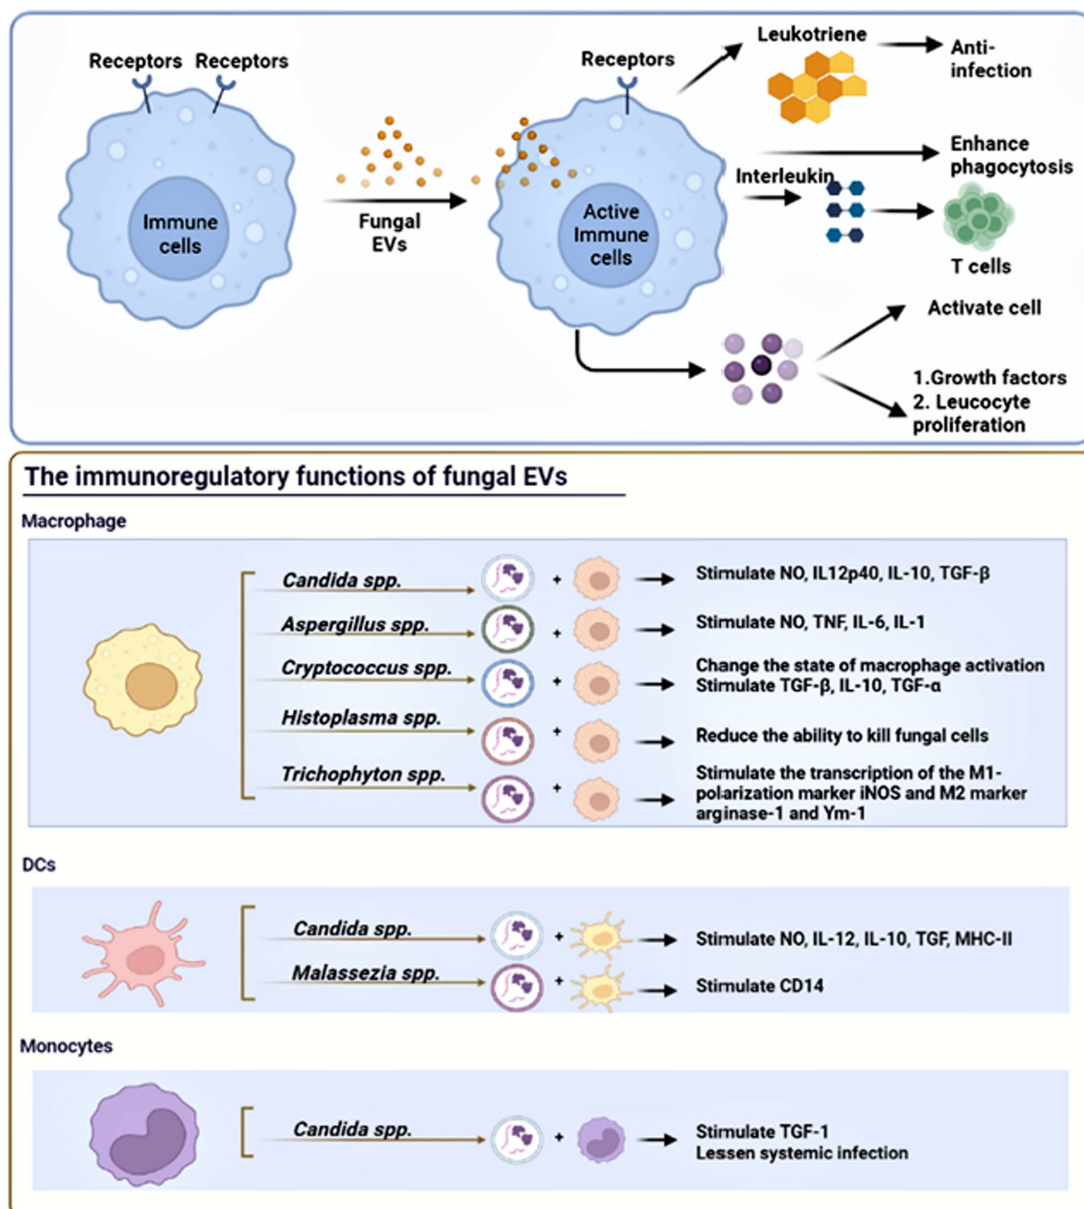 Receptors Receptors
Immune
cells
Fungal
EVs
Receptors
Active
Immune
cells
Leukotriene
Anti-
infection
Enhance
phagocytosis
Interleukin
T cells
Activate cell
1.Growth factors
2. Leucocyte
proliferation
The immunoregulatory functions of fungal EVs
Macrophage
Candida spp.
+
Stimulate NO, IL12p40, IL-10, TGF-β
Aspergillus spp.
+
Stimulate NO, TNF, IL-6, IL-1
Cryptococcus spp.
+
Change the state of macrophage activation
Stimulate TGF-β, IL-10, TGF-α
Histoplasma spp.
+
Reduce the ability to kill fungal cells
Trichophyton spp.
+
Stimulate the transcription of the M1-
polarization marker iNOS and M2 marker
arginase-1 and Ym-1
DCs
Candida spp.
+
Stimulate NO, IL-12, IL-10, TGF, MHC-II
Malassezia spp.
+
Stimulate CD14
Monocytes
Candida spp.
+
Stimulate TGF-1
Lessen systemic infection